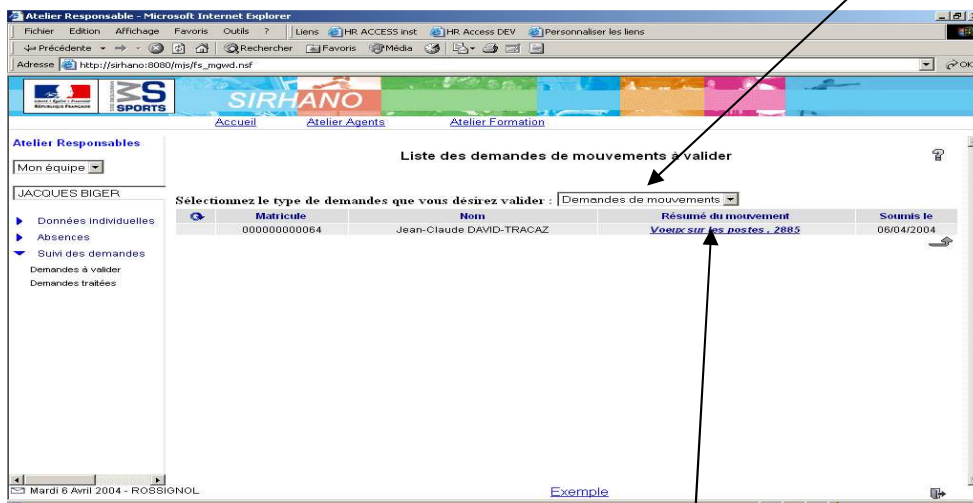 Atelier Responsable - Microsoft Internet Explorer
Fichier Edition Affichage Favoris Outils ? Liens HR ACCESS inst HR Access DEV Personnaliser les liens
Précédente Rechercher Favoris Média
Adresse http://sirhano:8080/mjs/fs_mgwd.nsf OK
RÉPUBLIQUE FRANÇAISE SPORTS SIRHANO
Accueil Atelier Agents Atelier Formation
Atelier Responsables
Mon équipe
Liste des demandes de mouvements à valider
JACQUES BIGER
Sélectionnez le type de demandes que vous désirez valider : Demandes de mouvements
Matricule Nom Résumé du mouvement Soumis le
000000000064 Jean-Claude DAVID-TRACAZ Voeux sur les postes , 2885 06/04/2004
Données individuelles
Absences
Suivi des demandes
Demandes à valider
Demandes traitées
Mardi 6 Avril 2004 - ROSSIGNOL Exemple